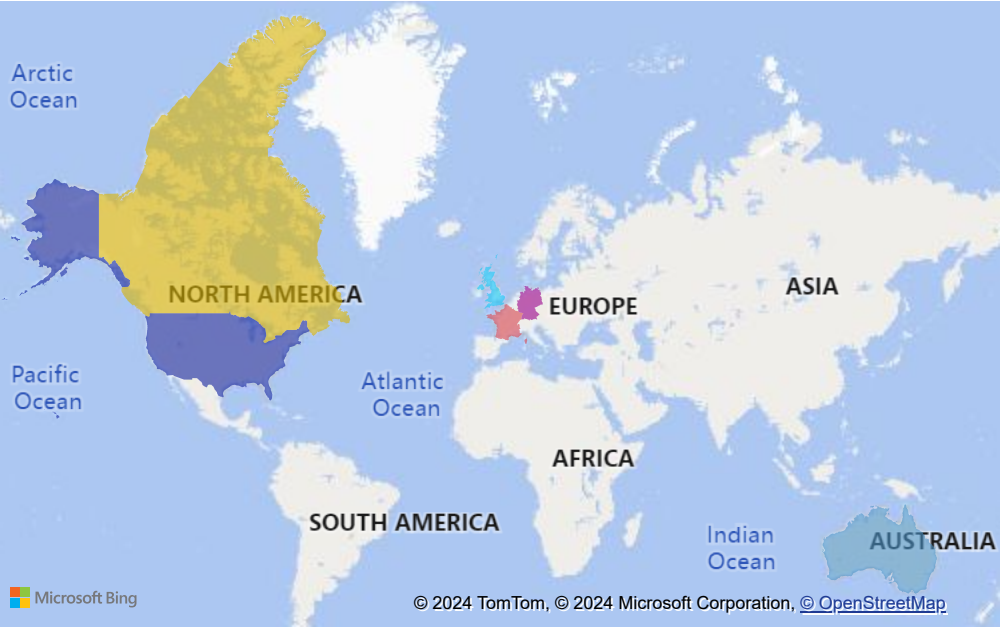 Arctic
Ocean
NORTH AMERICA
EUROPE
ASIA
Pacific
Ocean
Atlantic
Ocean
AFRICA
SOUTH AMERICA
Indian
Ocean
AUSTRALIA
Microsoft Bing
© 2024 TomTom, © 2024 Microsoft Corporation, © OpenStreetMap